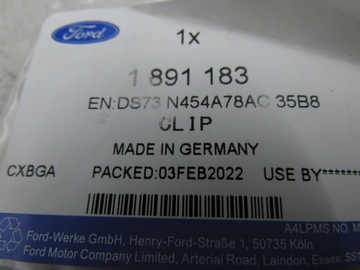 Ford
1x
1 891 183
EN:DS73 N454A78AC 35B8
CLIP
MADE IN GERMANY
CXBGA PACKED:03FEB2022 USE BY********
A4LPMS NO. M
Ford-Werke GmbH, Henry-Ford-Straße 1, 50735 Köln
Ford Motor Company Limited, Arterial Road, Laindon, Essex. SS